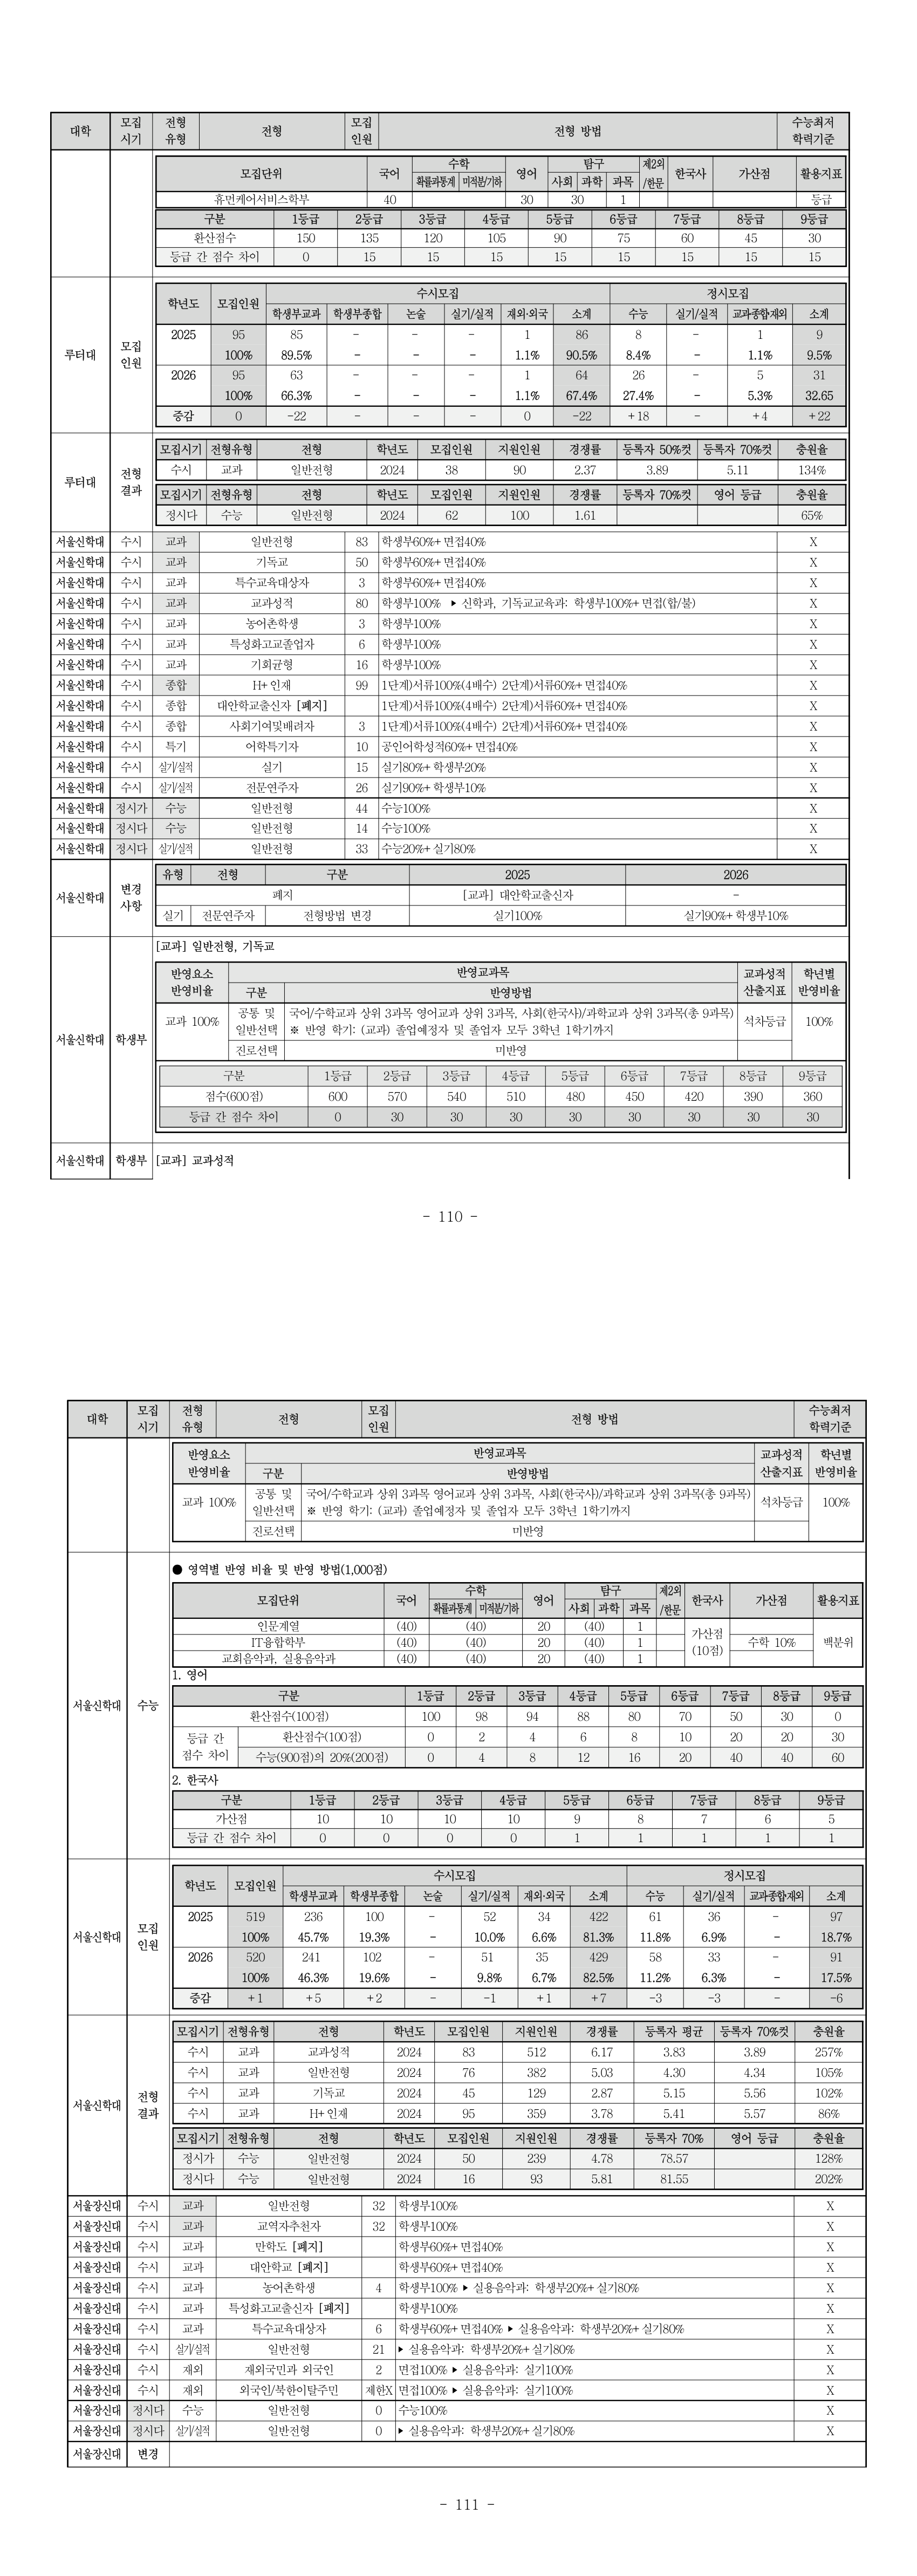 대학 모집시기 전형유형 전형 모집인원 전형 방법 수능최저학력기준
모집단위 국어 수학 영어 탐구 제2외/한문 한국사 가산점 활용지표
확률과통계 미적분/기하 사회 과학 과목
휴먼케어서비스학부 40 30 30 1 등급
구분 1등급 2등급 3등급 4등급 5등급 6등급 7등급 8등급 9등급
환산점수 150 135 120 105 90 75 60 45 30
등급 간 점수 차이 0 15 15 15 15 15 15 15 15
루터대 모집인원
학년도 모집인원 수시모집 정시모집
학생부교과 학생부종합 논술 실기/실적 재외·외국 소계 수능 실기/실적 교과종합재외 소계
2025 95 85 - - - 1 86 8 - 1 9
100% 89.5% - - - 1.1% 90.5% 8.4% - 1.1% 9.5%
2026 95 63 - - - 1 64 26 - 5 31
100% 66.3% - - - 1.1% 67.4% 27.4% - 5.3% 32.65
증감 0 -22 - - - 0 -22 +18 - +4 +22
루터대 전형결과
모집시기 전형유형 전형 학년도 모집인원 지원인원 경쟁률 등록자 50%컷 등록자 70%컷 충원율
수시 교과 일반전형 2024 38 90 2.37 3.89 5.11 134%
모집시기 전형유형 전형 학년도 모집인원 지원인원 경쟁률 등록자 70%컷 영어 등급 충원율
정시다 수능 일반전형 2024 62 100 1.61 65%
서울신학대 수시 교과 일반전형 83 학생부60%+면접40% X
서울신학대 수시 교과 기독교 50 학생부60%+면접40% X
서울신학대 수시 교과 특수교육대상자 3 학생부60%+면접40% X
서울신학대 수시 교과 교과성적 80 학생부100% ▶ 신학과, 기독교교육과: 학생부100%+면접(합/불) X
서울신학대 수시 교과 농어촌학생 3 학생부100% X
서울신학대 수시 교과 특성화고교졸업자 6 학생부100% X
서울신학대 수시 교과 기회균형 16 학생부100% X
서울신학대 수시 종합 H+인재 99 1단계)서류100%(4배수) 2단계)서류60%+면접40% X
서울신학대 수시 종합 대안학교출신자 [폐지] 1단계)서류100%(4배수) 2단계)서류60%+면접40% X
서울신학대 수시 종합 사회기여및배려자 3 1단계)서류100%(4배수) 2단계)서류60%+면접40% X
서울신학대 수시 특기 어학특기자 10 공인어학성적60%+면접40% X
서울신학대 수시 실기/실적 실기 15 실기80%+학생부20% X
서울신학대 수시 실기/실적 전문연주자 26 실기90%+학생부10% X
서울신학대 정시가 수능 일반전형 44 수능100% X
서울신학대 정시다 수능 일반전형 14 수능100% X
서울신학대 정시다 실기/실적 일반전형 33 수능20%+실기80% X
서울신학대 변경사항
유형 전형 구분 2025 2026
폐지 [교과] 대안학교출신자 -
실기 전문연주자 전형방법 변경 실기100% 실기90%+학생부10%
서울신학대 학생부
[교과] 일반전형, 기독교
반영요소 반영비율 반영교과목 교과성적 산출지표 학년별 반영비율
구분 반영방법
교과 100% 공통 및 일반선택 국어/수학교과 상위 3과목 영어교과 상위 3과목, 사회(한국사)/과학교과 상위 3과목(총 9과목) 석차등급 100%
※ 반영 학기: (교과) 졸업예정자 및 졸업자 모두 3학년 1학기까지
진로선택 미반영
구분 1등급 2등급 3등급 4등급 5등급 6등급 7등급 8등급 9등급
점수(600점) 600 570 540 510 480 450 420 390 360
등급 간 점수 차이 0 30 30 30 30 30 30 30 30
서울신학대 학생부 [교과] 교과성적
- 110 -
대학 모집시기 전형유형 전형 모집인원 전형 방법 수능최저학력기준
반영요소 반영비율 반영교과목 교과성적 산출지표 학년별 반영비율
구분 반영방법
교과 100% 공통 및 일반선택 국어/수학교과 상위 3과목 영어교과 상위 3과목, 사회(한국사)/과학교과 상위 3과목(총 9과목) 석차등급 100%
※ 반영 학기: (교과) 졸업예정자 및 졸업자 모두 3학년 1학기까지
진로선택 미반영
서울신학대 수능
● 영역별 반영 비율 및 반영 방법(1,000점)
모집단위 국어 수학 영어 탐구 제2외/한문 한국사 가산점 활용지표
확률과통계 미적분/기하 사회 과학 과목
인문계열 (40) (40) 20 (40) 1 가산점(10점) 백분위
IT융합학부 (40) (40) 20 (40) 1 수학 10%
교회음악과, 실용음악과 (40) (40) 20 (40) 1
1. 영어
구분 1등급 2등급 3등급 4등급 5등급 6등급 7등급 8등급 9등급
환산점수(100점) 100 98 94 88 80 70 50 30 0
등급 간 점수 차이 환산점수(100점) 0 2 4 6 8 10 20 20 30
수능(900점)의 20%(200점) 0 4 8 12 16 20 40 40 60
2. 한국사
구분 1등급 2등급 3등급 4등급 5등급 6등급 7등급 8등급 9등급
가산점 10 10 10 10 9 8 7 6 5
등급 간 점수 차이 0 0 0 0 1 1 1 1 1
서울신학대 모집인원
학년도 모집인원 수시모집 정시모집
학생부교과 학생부종합 논술 실기/실적 재외·외국 소계 수능 실기/실적 교과종합재외 소계
2025 519 236 100 - 52 34 422 61 36 - 97
100% 45.7% 19.3% - 10.0% 6.6% 81.3% 11.8% 6.9% - 18.7%
2026 520 241 102 - 51 35 429 58 33 - 91
100% 46.3% 19.6% - 9.8% 6.7% 82.5% 11.2% 6.3% - 17.5%
증감 +1 +5 +2 - -1 +1 +7 -3 -3 - -6
서울신학대 전형결과
모집시기 전형유형 전형 학년도 모집인원 지원인원 경쟁률 등록자 평균 등록자 70%컷 충원율
수시 교과 교과성적 2024 83 512 6.17 3.83 3.89 257%
수시 교과 일반전형 2024 76 382 5.03 4.30 4.34 105%
수시 교과 기독교 2024 45 129 2.87 5.15 5.56 102%
수시 교과 H+인재 2024 95 359 3.78 5.41 5.57 86%
모집시기 전형유형 전형 학년도 모집인원 지원인원 경쟁률 등록자 70% 영어 등급 충원율
정시가 수능 일반전형 2024 50 239 4.78 78.57 128%
정시다 수능 일반전형 2024 16 93 5.81 81.55 202%
서울장신대 수시 교과 일반전형 32 학생부100% X
서울장신대 수시 교과 교역자추천자 32 학생부100% X
서울장신대 수시 교과 만학도 [폐지] 학생부60%+면접40% X
서울장신대 수시 교과 대안학교 [폐지] 학생부60%+면접40% X
서울장신대 수시 교과 농어촌학생 4 학생부100% ▶ 실용음악과: 학생부20%+실기80% X
서울장신대 수시 교과 특성화고교출신자 [폐지] 학생부100% X
서울장신대 수시 교과 특수교육대상자 6 학생부60%+면접40% ▶ 실용음악과: 학생부20%+실기80% X
서울장신대 수시 실기/실적 일반전형 21 ▶ 실용음악과: 학생부20%+실기80% X
서울장신대 수시 재외 재외국민과 외국인 2 면접100% ▶ 실용음악과: 실기100% X
서울장신대 수시 재외 외국인/북한이탈주민 제한X 면접100% ▶ 실용음악과: 실기100% X
서울장신대 정시다 수능 일반전형 0 수능100% X
서울장신대 정시다 실기/실적 일반전형 0 ▶ 실용음악과: 학생부20%+실기80% X
서울장신대 변경
- 111 -